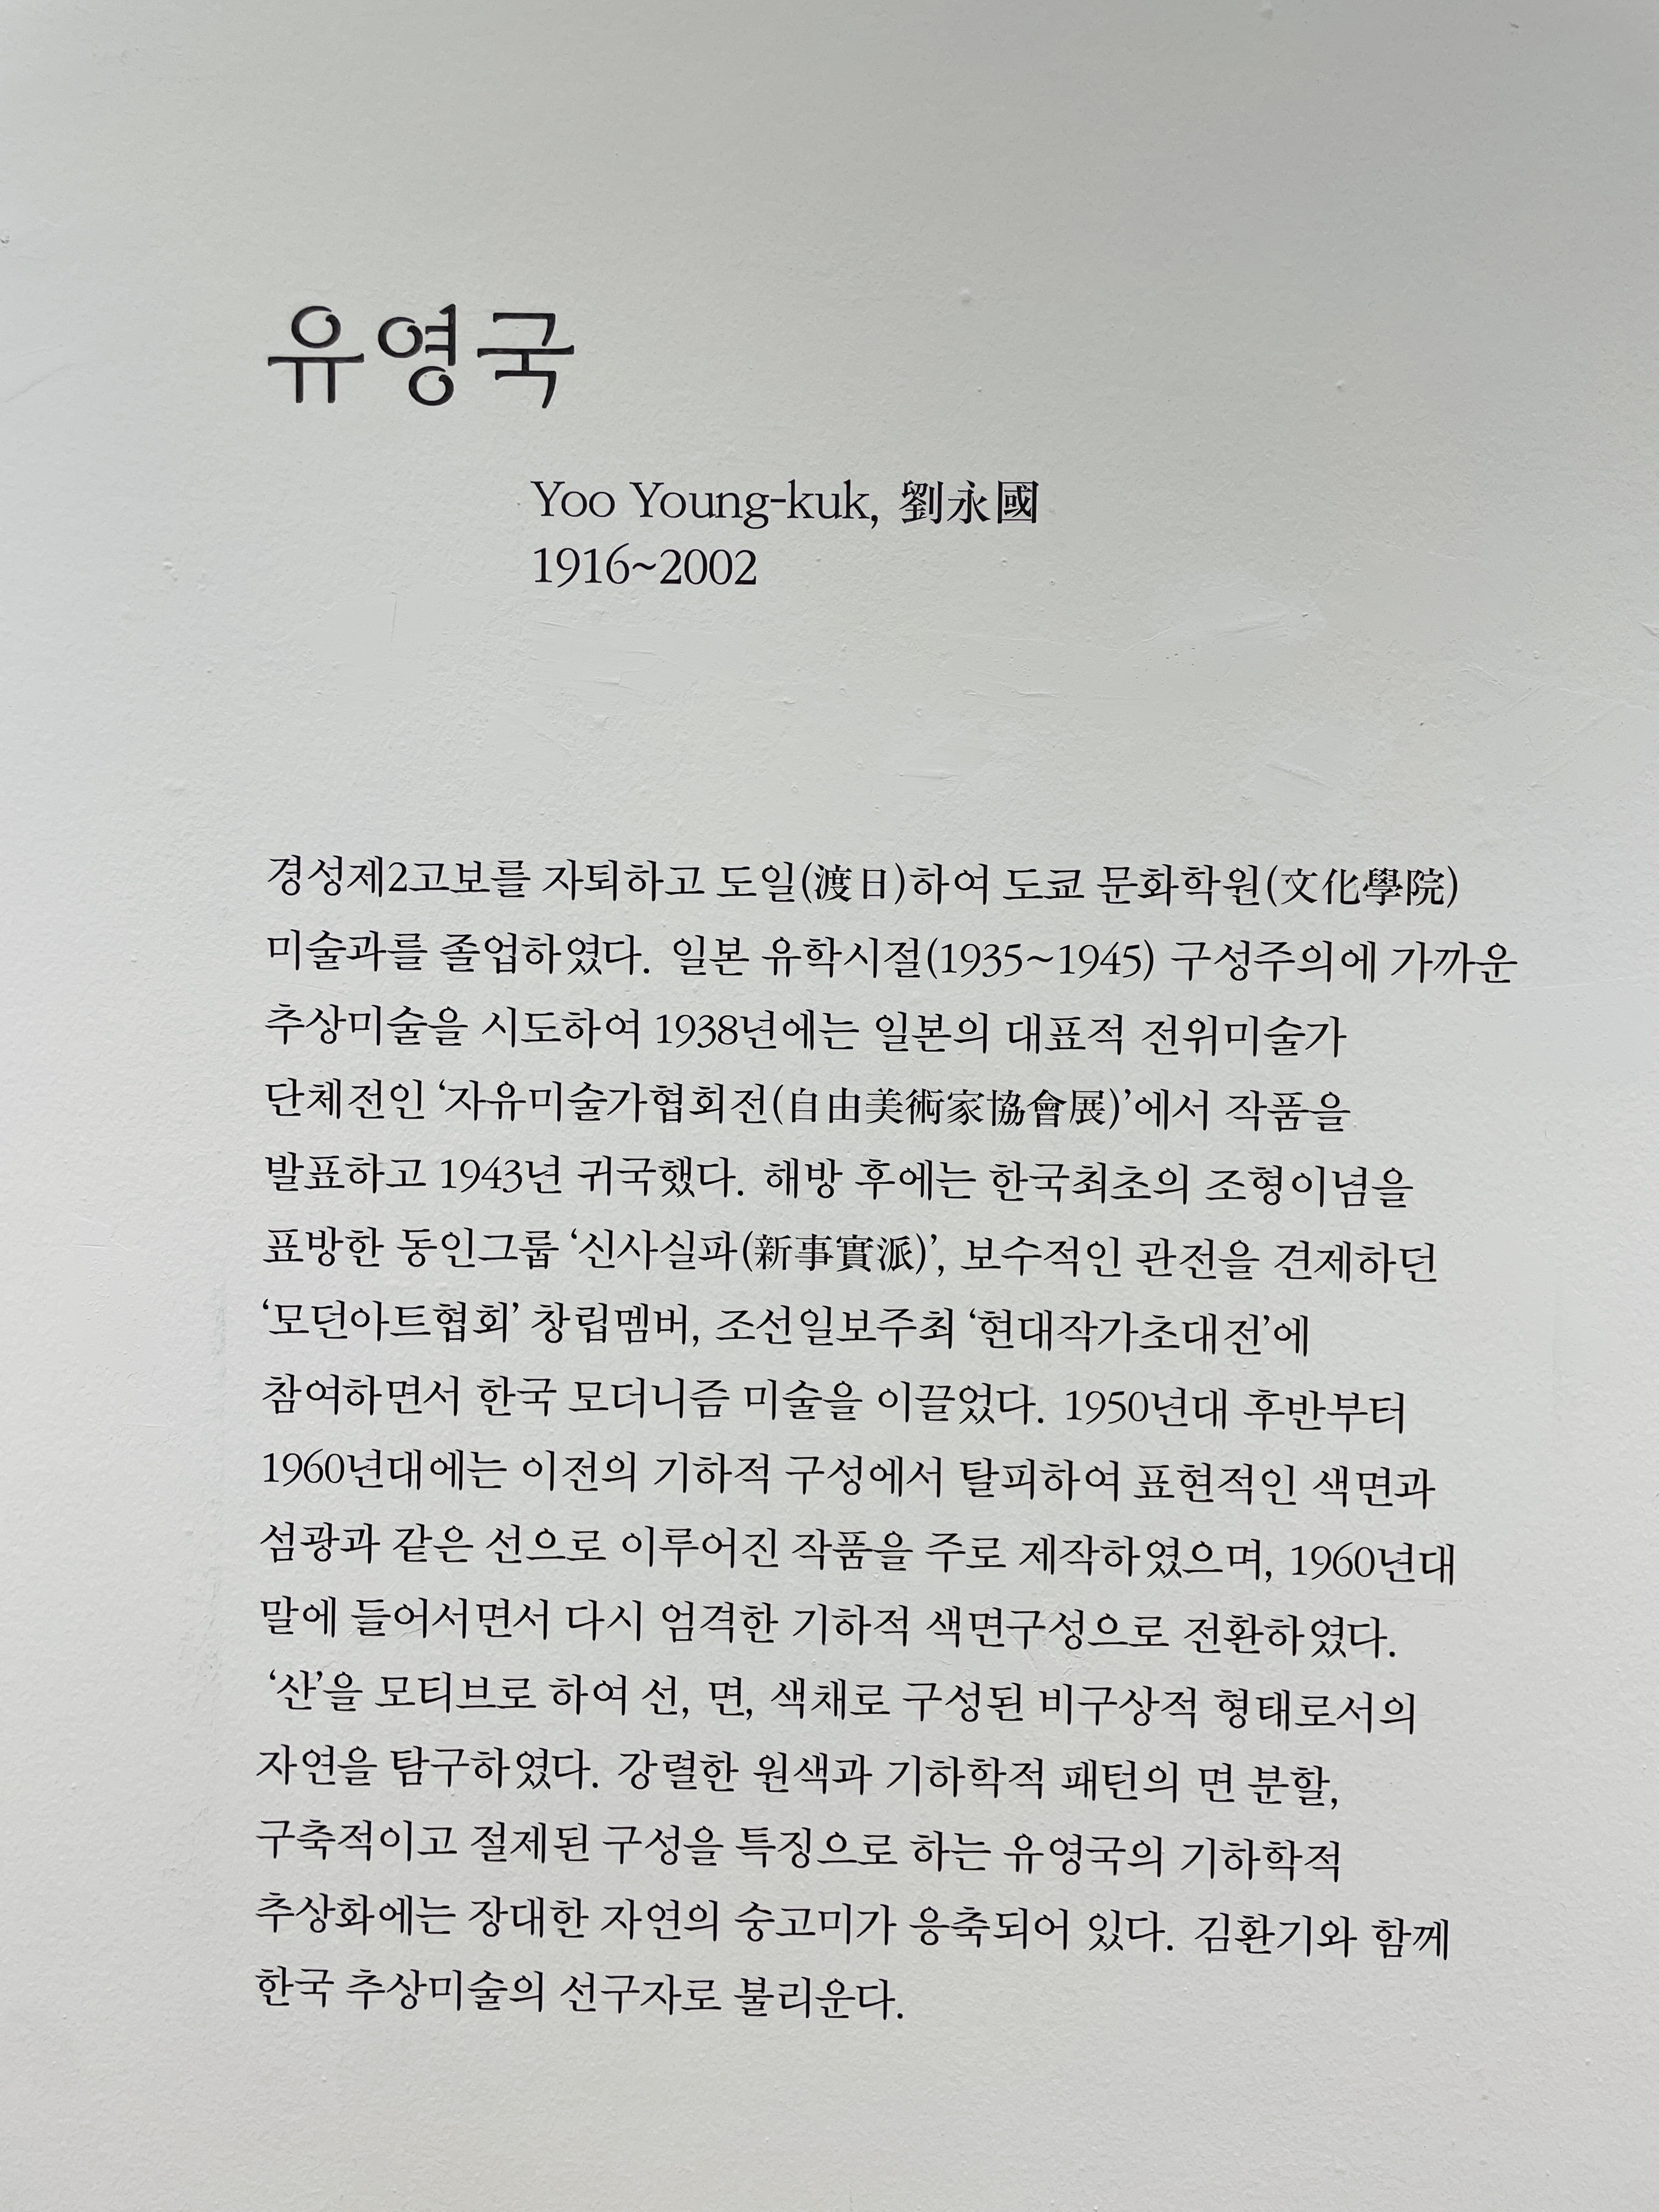 유영국
Yoo Young-kuk, 劉永國
1916~2002
경성제2고보를 자퇴하고 도일(渡日)하여 도쿄 문화학원(文化學院)
미술과를 졸업하였다. 일본 유학시절(1935~1945) 구성주의에 가까운
추상미술을 시도하여 1938년에는 일본의 대표적 전위미술가
단체전인 ‘자유미술가협회전(自由美術家協會展)’에서 작품을
발표하고 1943년 귀국했다. 해방 후에는 한국최초의 조형이념을
표방한 동인그룹 ‘신사실파(新事實派)’, 보수적인 관전을 견제하던
‘모던아트협회’ 창립멤버, 조선일보주최 ‘현대작가초대전’에
참여하면서 한국 모더니즘 미술을 이끌었다. 1950년대 후반부터
1960년대에는 이전의 기하적 구성에서 탈피하여 표현적인 색면과
섬광과 같은 선으로 이루어진 작품을 주로 제작하였으며, 1960년대
말에 들어서면서 다시 엄격한 기하적 색면구성으로 전환하였다.
‘산’을 모티브로 하여 선, 면, 색채로 구성된 비구상적 형태로서의
자연을 탐구하였다. 강렬한 원색과 기하학적 패턴의 면 분할,
구축적이고 절제된 구성을 특징으로 하는 유영국의 기하학적
추상화에는 장대한 자연의 숭고미가 응축되어 있다. 김환기와 함께
한국 추상미술의 선구자로 불리운다.